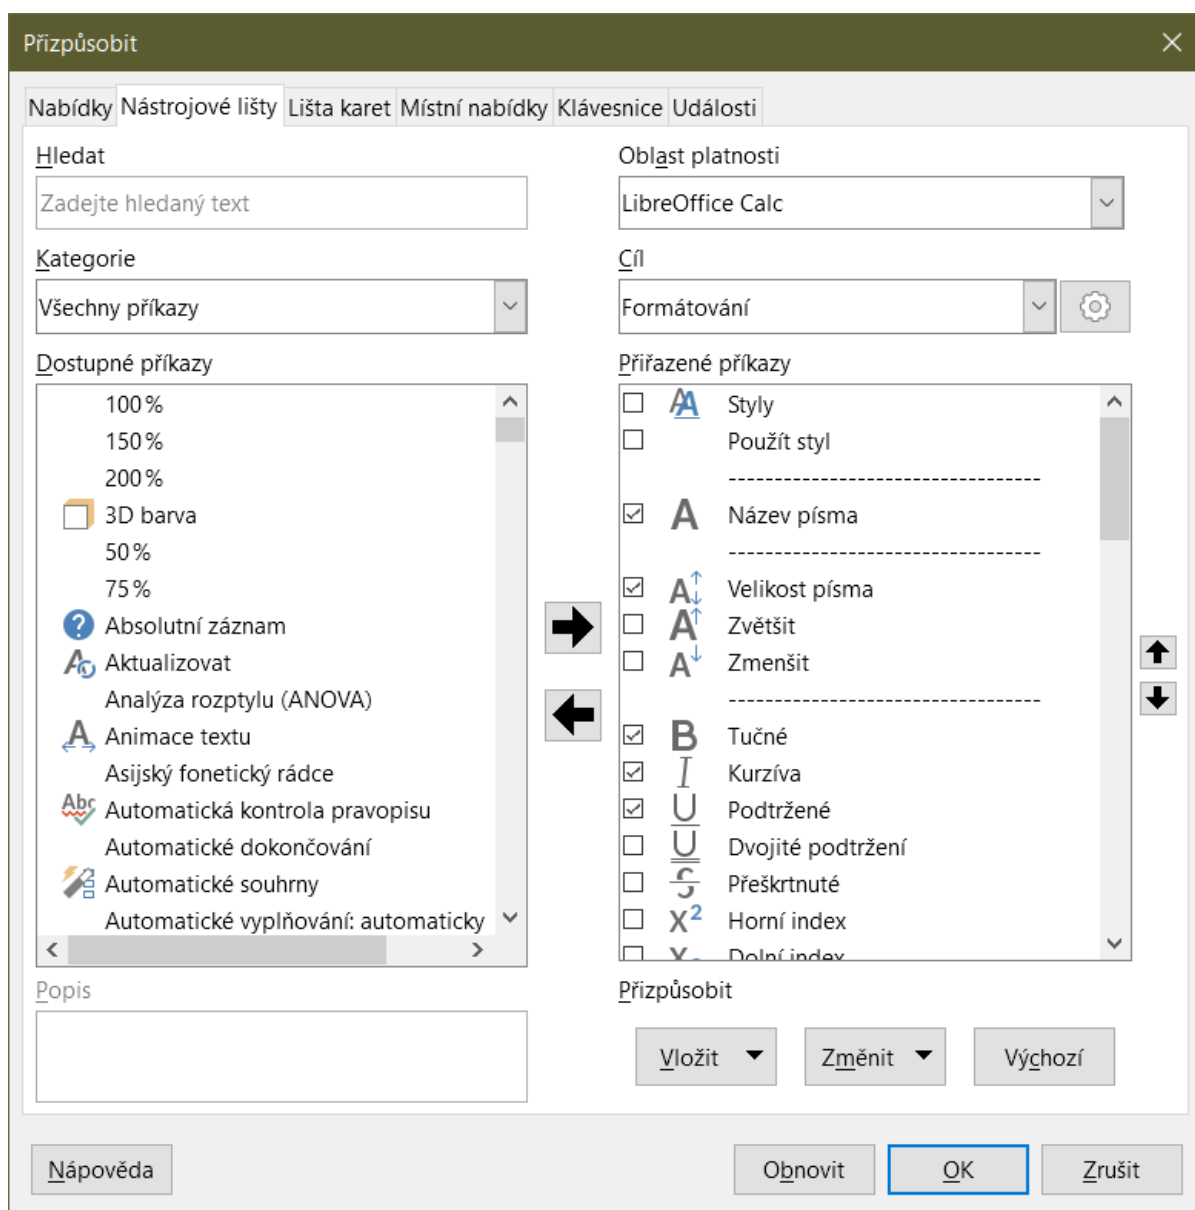 Přizpůsobit
Nabídky Nástrojové lišty Lišta karet Místní nabídky Klávesnice Události
Hledat
Zadejte hledaný text
Kategorie
Všechny příkazy
Dostupné příkazy
100 %
150 %
200 %
3D barva
50 %
75 %
Absolutní záznam
Aktualizovat
Analýza rozptylu (ANOVA)
Animace textu
Asijský fonetický rádce
Automatická kontrola pravopisu
Automatické dokončování
Automatické souhrny
Automatické vyplňování: automaticky
Popis
Oblast platnosti
LibreOffice Calc
Cíl
Formátování
Přiřazené příkazy
Styly
Použít styl
----------------------------------
Název písma
----------------------------------
Velikost písma
Zvětšit
Zmenšit
----------------------------------
Tučné
Kurzíva
Podtržené
Dvojité podtržení
Přeškrtnuté
Horní index
Dolní index
Přizpůsobit
Vložit
Změnit
Výchozí
Nápověda
Obnovit
OK
Zrušit